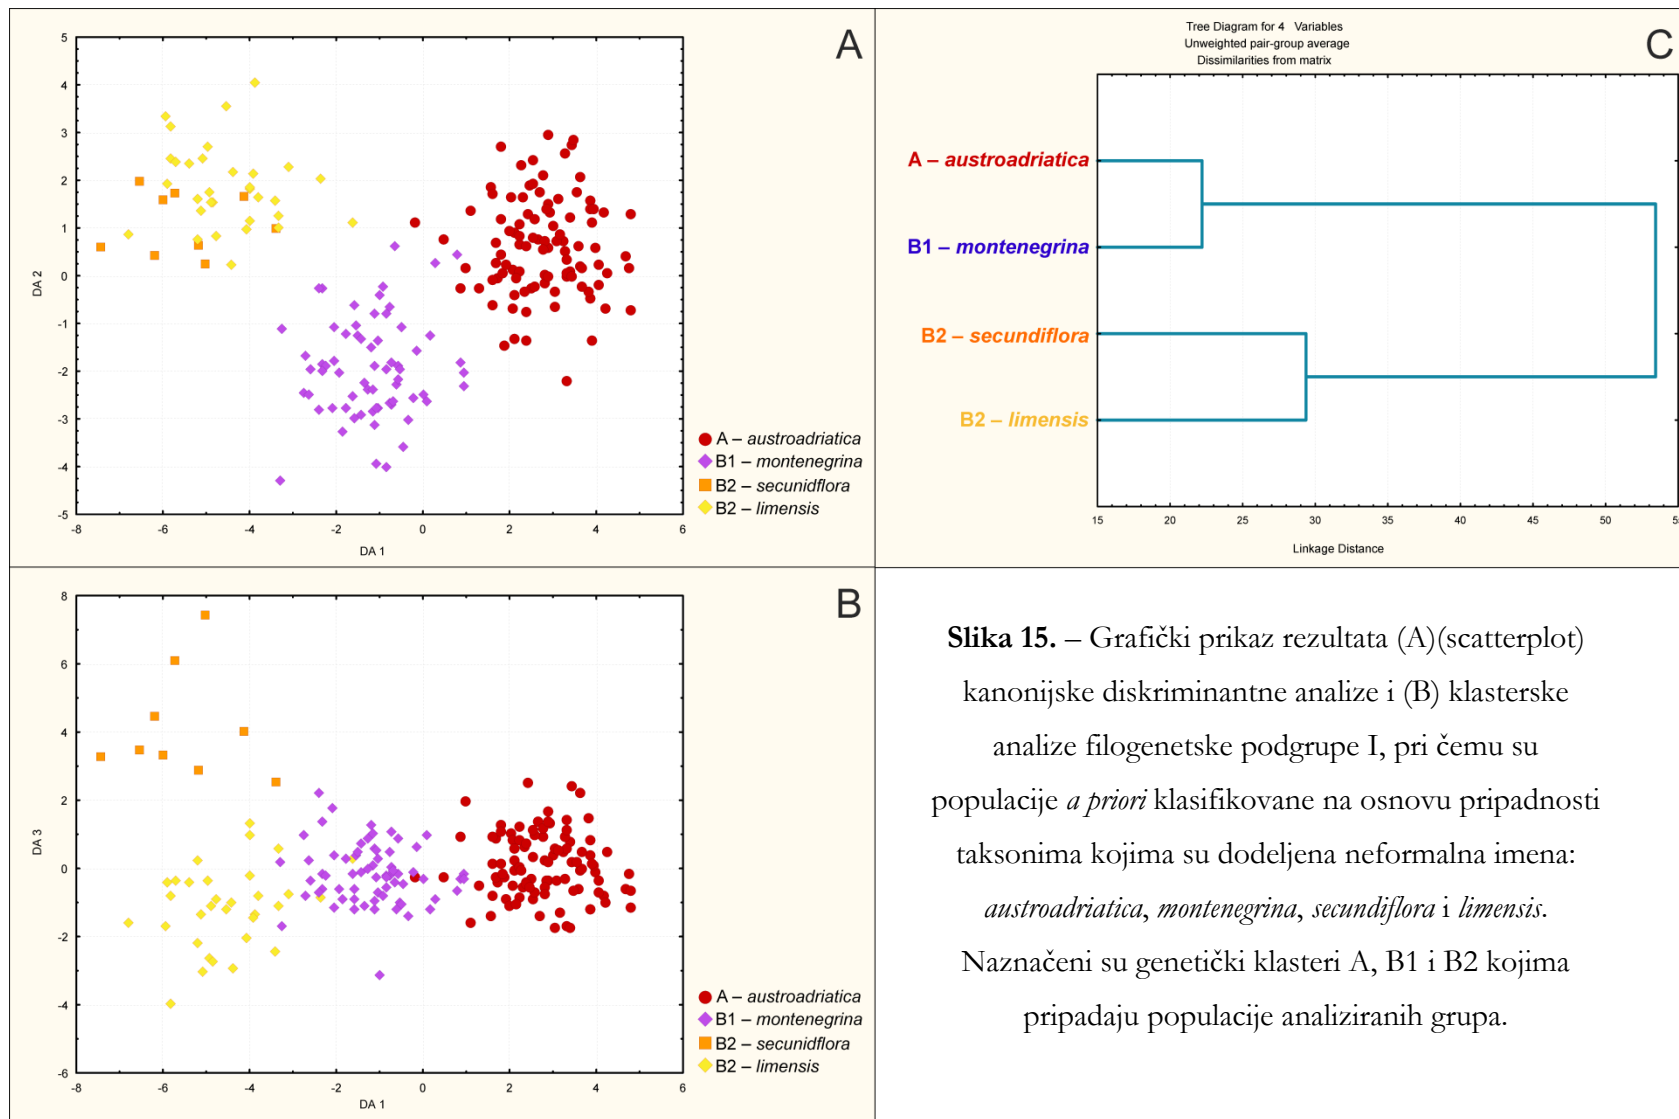 A
5
4
3
2
1
0
-1
-2
-3
-4
-5
DA 2
-8 -6 -4 -2 0 2 4 6
DA 1
A – austroadriatica
B1 – montenegrina
B2 – secunidflora
B2 – limensis
C
Tree Diagram for 4 Variables
Unweighted pair-group average
Dissimilarities from matrix
A – austroadriatica
B1 – montenegrina
B2 – secundiflora
B2 – limensis
15 20 25 30 35 40 45 50 55
Linkage Distance
B
8
6
4
2
0
-2
-4
-6
DA 3
-8 -6 -4 -2 0 2 4 6
DA 1
A – austroadriatica
B1 – montenegrina
B2 – secunidflora
B2 – limensis
Slika 15. – Grafički prikaz rezultata (A)(scatterplot)
kanonijske diskriminantne analize i (B) klasterske
analize filogenetske podgrupe I, pri čemu su
populacije a priori klasifikovane na osnovu pripadnosti
taksonima kojima su dodeljena neformalna imena:
austroadriatica, montenegrina, secundiflora i limensis.
Naznačeni su genetički klasteri A, B1 i B2 kojima
pripadaju populacije analiziranih grupa.